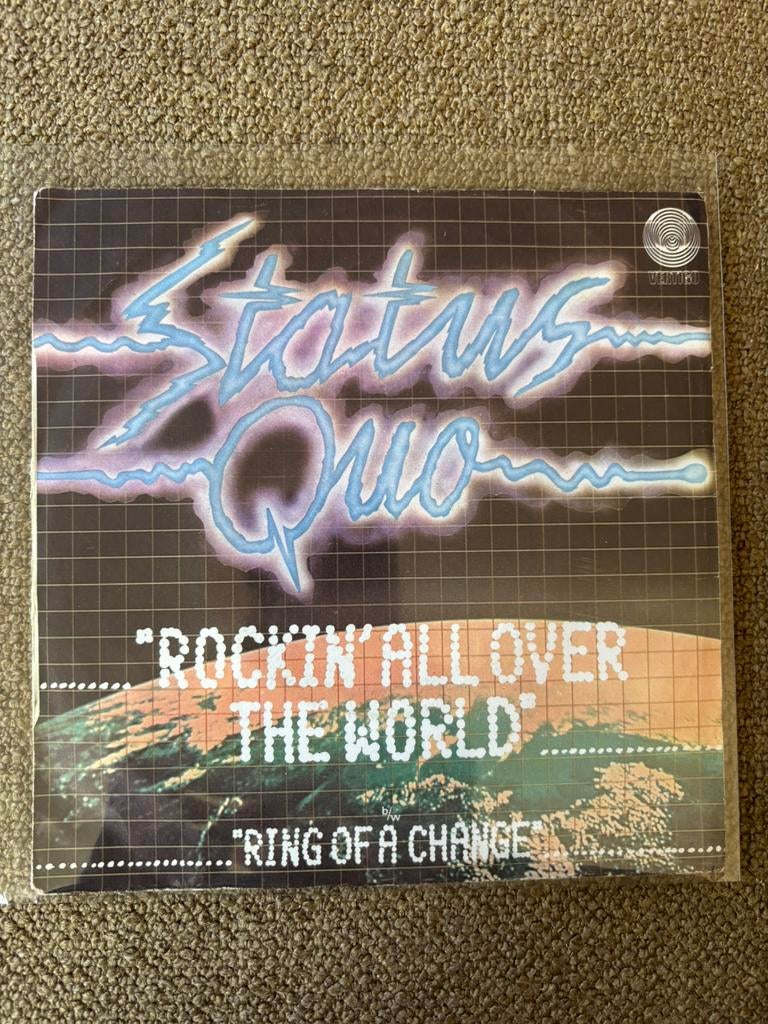 VERTIGO
Status
Quo
"ROCKIN' ALL OVER
THE WORLD"
b/w
"RING OF A CHANGE"